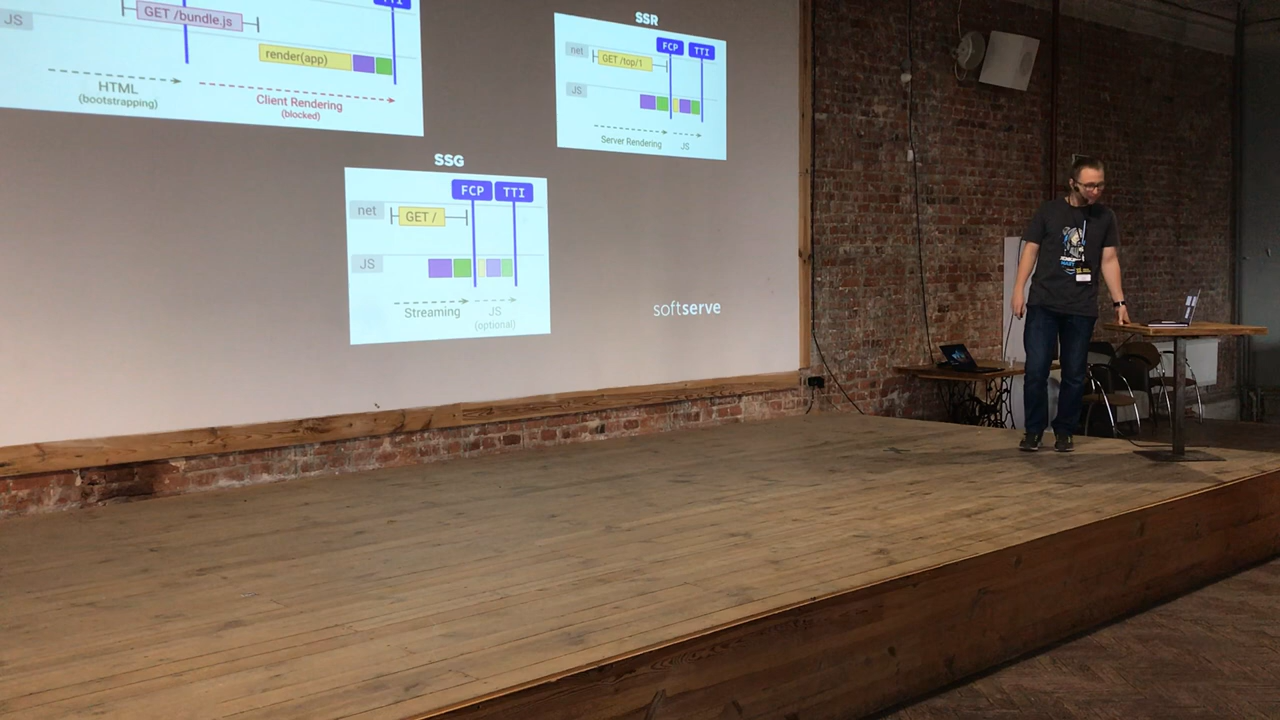 JS
GET /bundle.js
TTI
render(app)
HTML
(bootstrapping)
Client Rendering
(blocked)
SSR
FCP
TTI
net
GET /top/1
JS
Server Rendering
JS
SSG
FCP
TTI
net
GET /
JS
Streaming
JS
(optional)
softserve